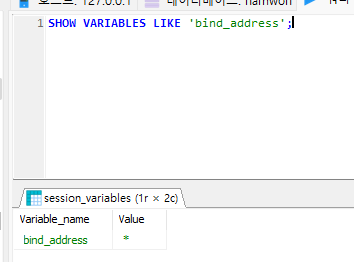 호스트: 127.0.0.1 데이터베이스: namwon
1 SHOW VARIABLES LIKE 'bind_address';
session_variables (1r × 2c)
Variable_name Value
bind_address *